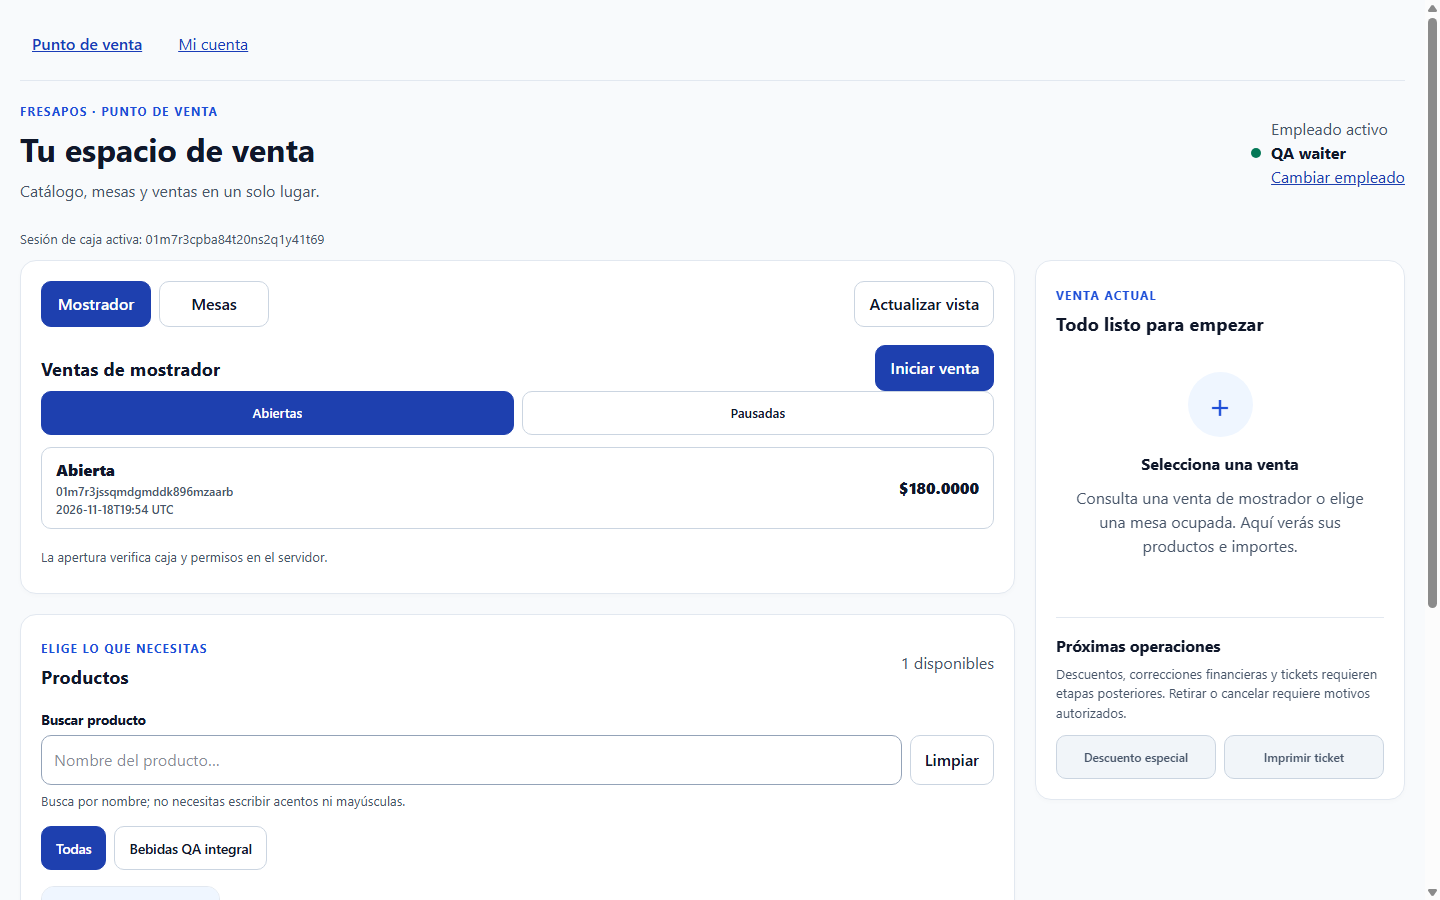 Punto de venta
Mi cuenta
FRESAPOS · PUNTO DE VENTA
Tu espacio de venta
Catálogo, mesas y ventas en un solo lugar.
Empleado activo
QA waiter
Cambiar empleado
Sesión de caja activa: 01m7r3cpba84t20ns2q1y41t69
Mostrador
Mesas
Actualizar vista
Ventas de mostrador
Iniciar venta
Abiertas
Pausadas
Abierta
01m7r3jssqmdgmddk896mzaarb
2026-11-18T19:54 UTC
$180.0000
La apertura verifica caja y permisos en el servidor.
ELIGE LO QUE NECESITAS
Productos
1 disponibles
Buscar producto
Nombre del producto...
Limpiar
Busca por nombre; no necesitas escribir acentos ni mayúsculas.
Todas
Bebidas QA integral
VENTA ACTUAL
Todo listo para empezar
+
Selecciona una venta
Consulta una venta de mostrador o elige
una mesa ocupada. Aquí verás sus
productos e importes.
Próximas operaciones
Descuentos, correcciones financieras y tickets requieren
etapas posteriores. Retirar o cancelar requiere motivos
autorizados.
Descuento especial
Imprimir ticket